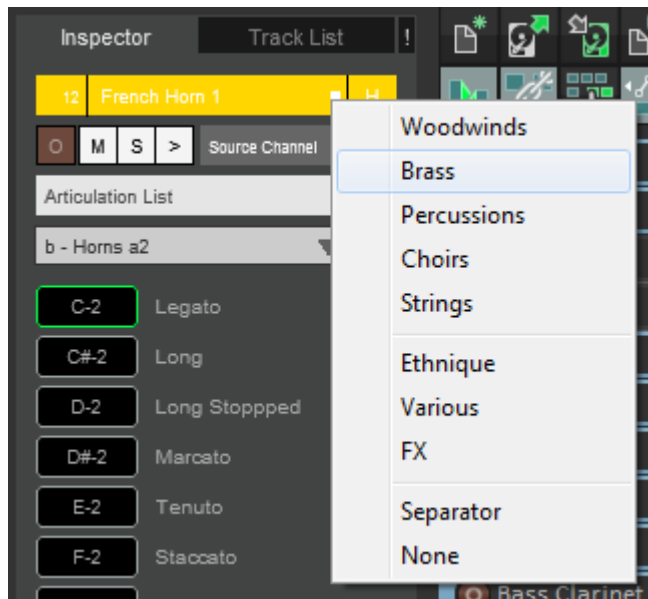 Inspector
Track List
!
12 French Horn 1 H
O M S > Source Channel
Articulation List
b - Horns a2
C-2 Legato
C#-2 Long
D-2 Long Stoppped
D#-2 Marcato
E-2 Tenuto
F-2 Staccato
Woodwinds
Brass
Percussions
Choirs
Strings
Ethnique
Various
FX
Separator
None
Bass Clarinet